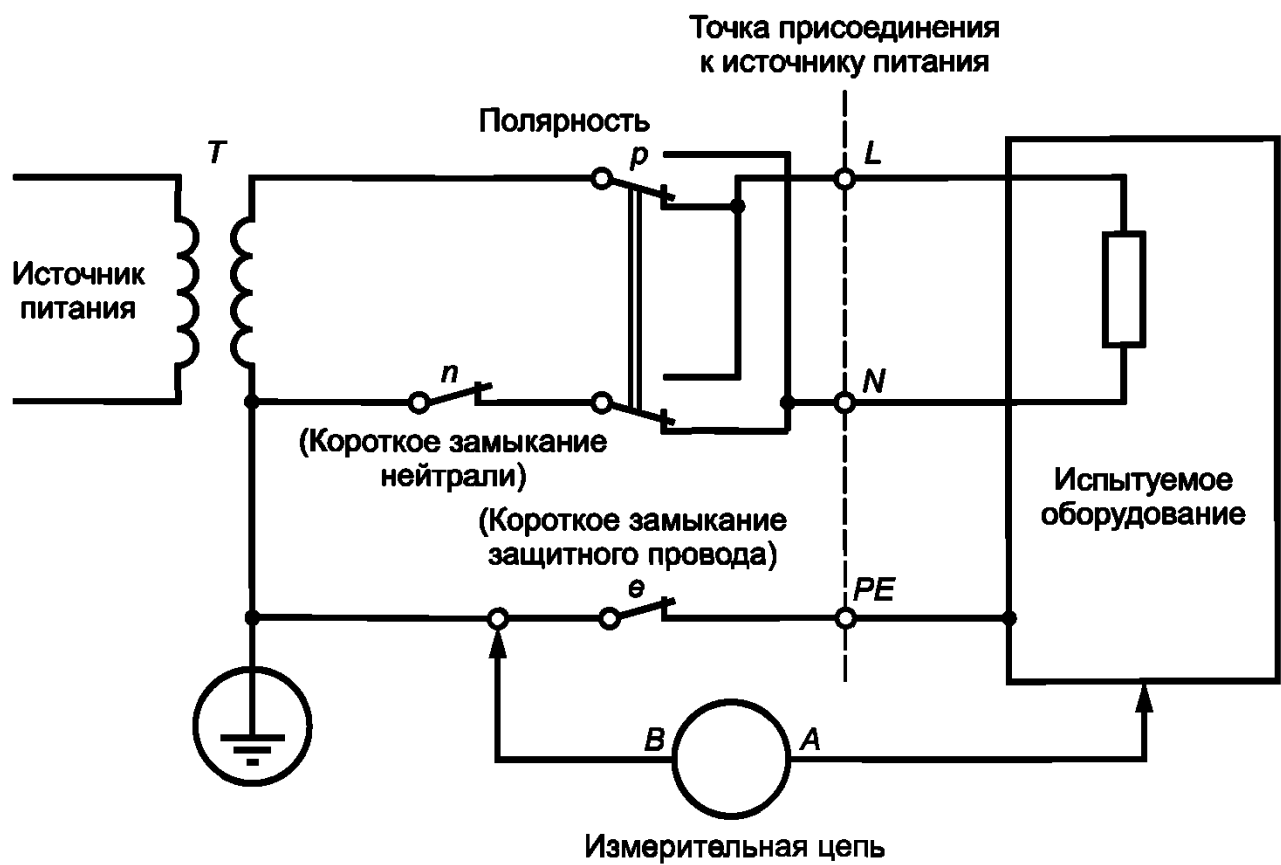 Точка присоединения
к источнику питания
Полярность
T
p
L
Источник
питания
n
N
(Короткое замыкание
нейтрали)
Испытуемое
оборудование
(Короткое замыкание
защитного провода)
e
PE
B
A
Измерительная цепь